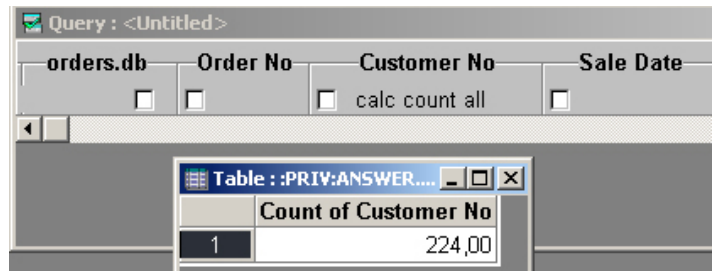 Query : <Untitled>
orders.db Order No Customer No Sale Date
calc count all
Table : :PRIV:ANSWER....
Count of Customer No
1 224,00